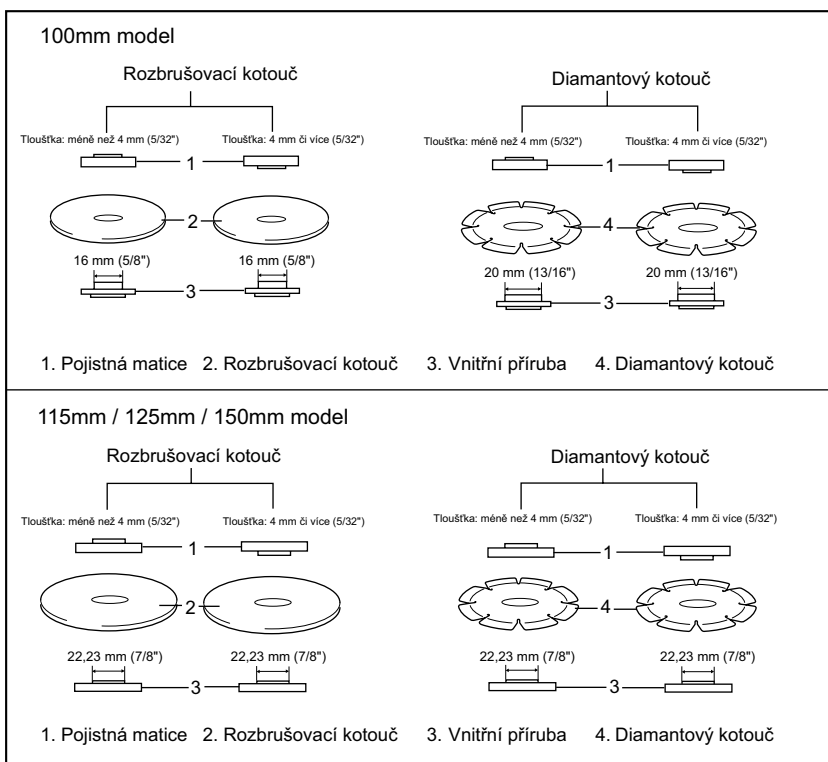 100mm model
Rozbrušovací kotouč
Diamantový kotouč
Tloušťka: méně než 4 mm (5/32")
Tloušťka: 4 mm či více (5/32")
Tloušťka: méně než 4 mm (5/32")
Tloušťka: 4 mm či více (5/32")
1
1
2
4
16 mm (5/8")
16 mm (5/8")
20 mm (13/16")
20 mm (13/16")
3
3
1. Pojistná matice 2. Rozbrušovací kotouč 3. Vnitřní příruba 4. Diamantový kotouč
115mm / 125mm / 150mm model
Rozbrušovací kotouč
Diamantový kotouč
Tloušťka: méně než 4 mm (5/32")
Tloušťka: 4 mm či více (5/32")
Tloušťka: méně než 4 mm (5/32")
Tloušťka: 4 mm či více (5/32")
1
1
2
4
22,23 mm (7/8")
22,23 mm (7/8")
22,23 mm (7/8")
22,23 mm (7/8")
3
3
1. Pojistná matice 2. Rozbrušovací kotouč 3. Vnitřní příruba 4. Diamantový kotouč